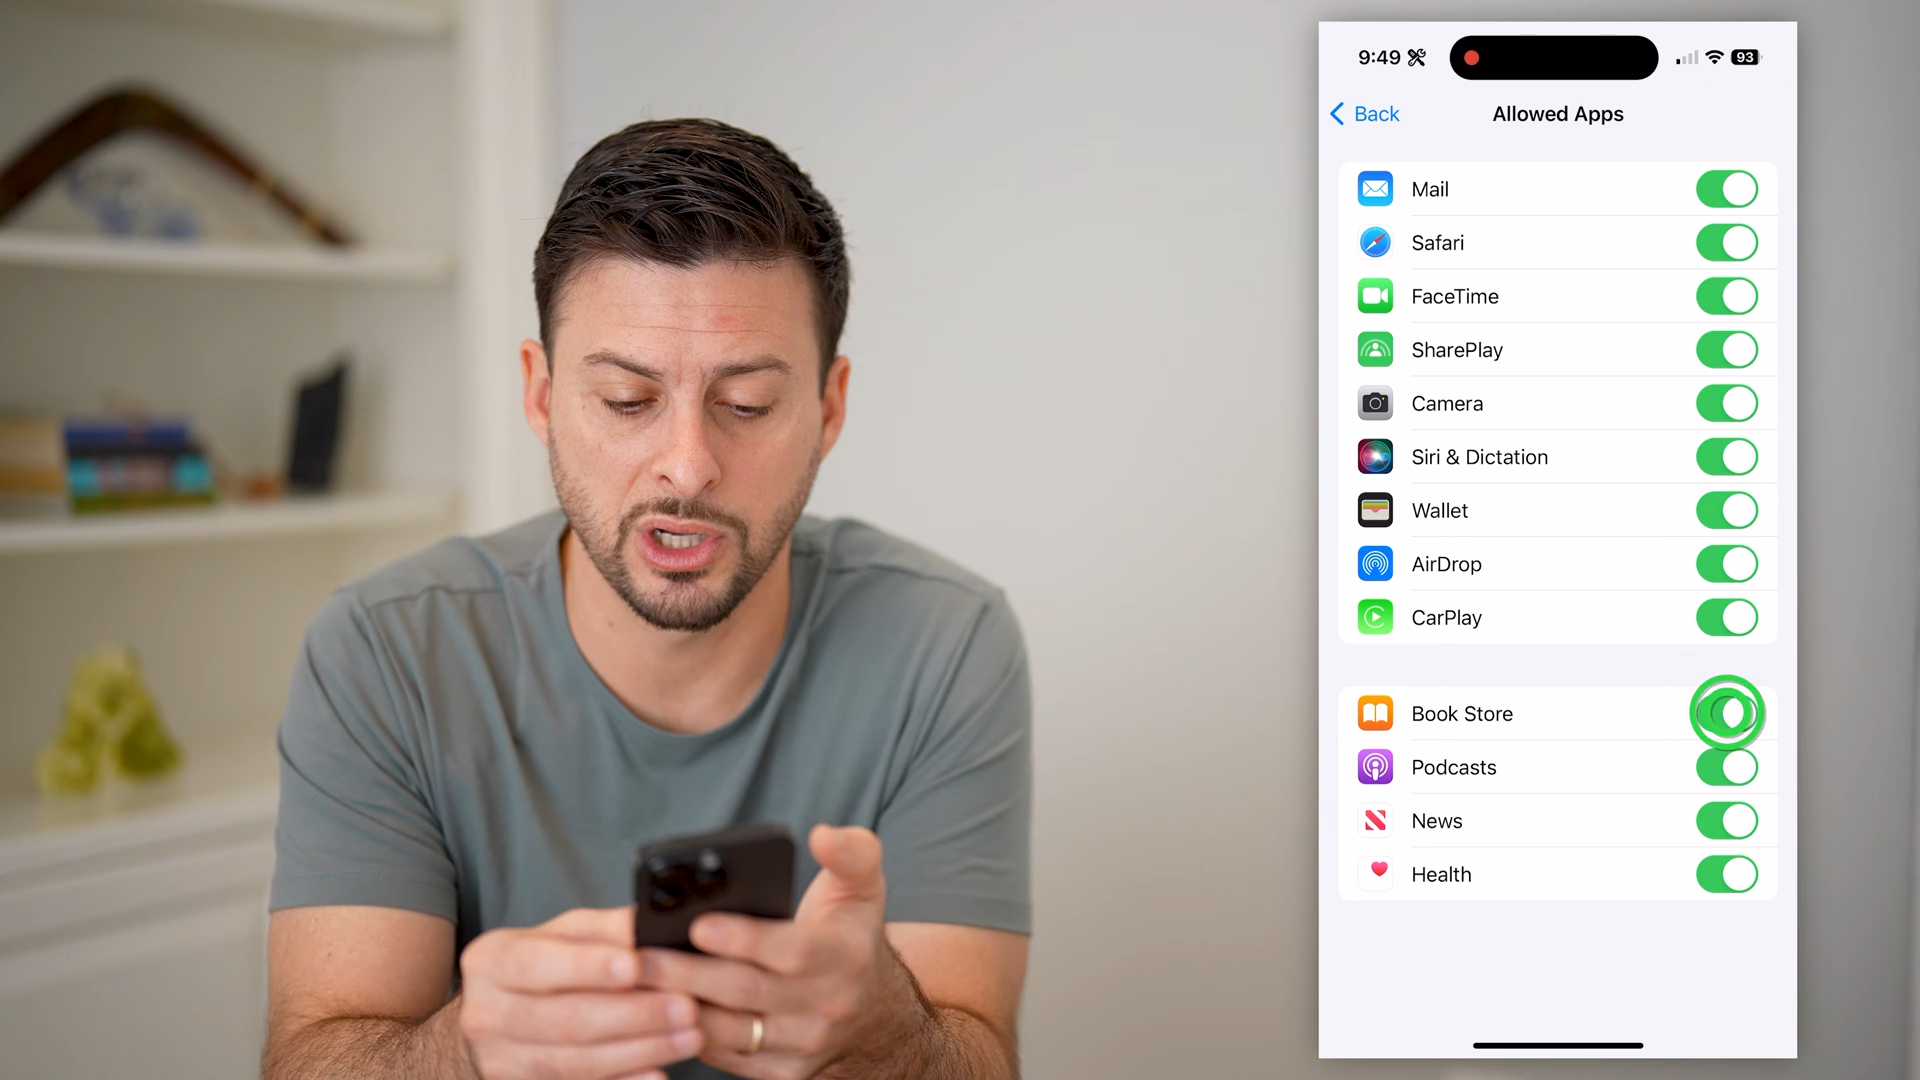 9:49
93
Back
Allowed Apps
Mail
Safari
FaceTime
SharePlay
Camera
Siri & Dictation
Wallet
AirDrop
CarPlay
Book Store
Podcasts
News
Health